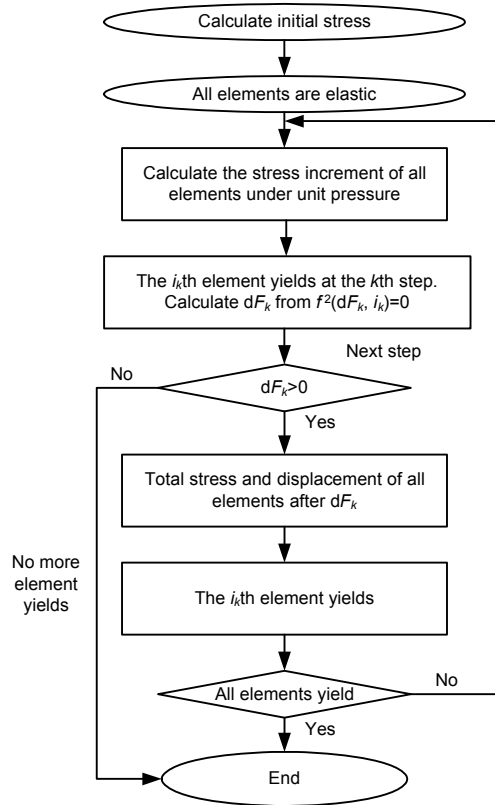 Calculate initial stress
All elements are elastic
Calculate the stress increment of all
elements under unit pressure
The iₖth element yields at the kth step.
Calculate dFₖ from f²(dFₖ, iₖ)=0
Next step
No
dFₖ>0
Yes
Total stress and displacement of all
elements after dFₖ
No more
element
yields
The iₖth element yields
All elements yield
No
Yes
End